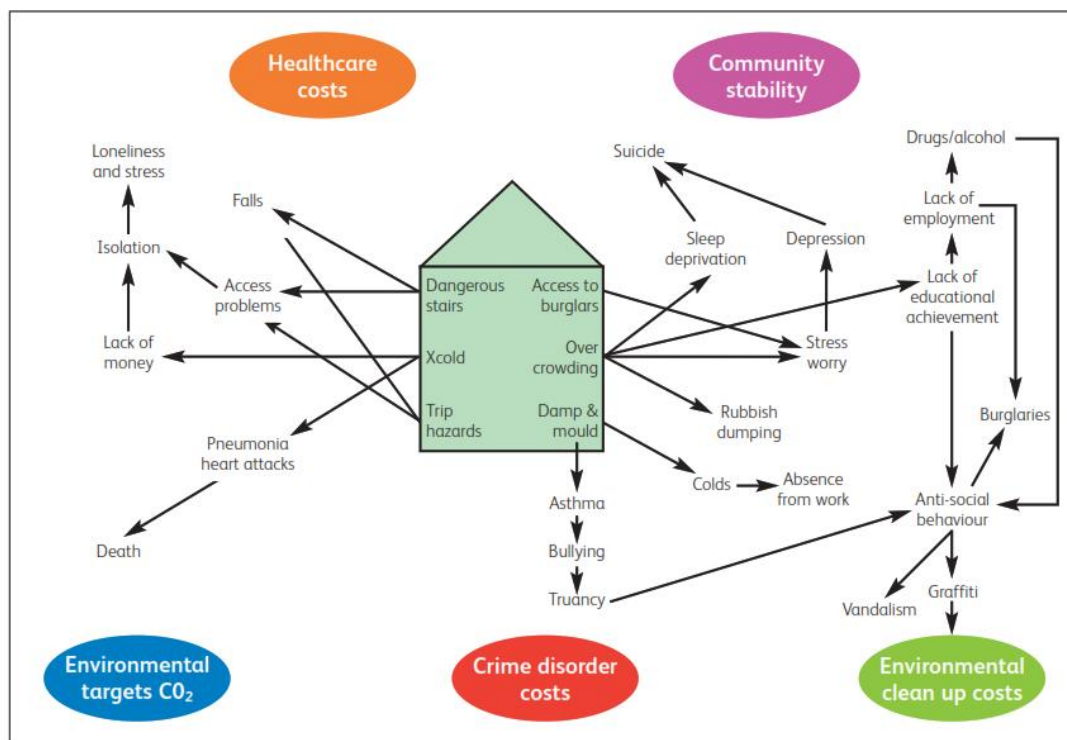 Healthcare
costs
Community
stability
Loneliness
and stress
Falls
Isolation
Access
problems
Lack of
money
Pneumonia
heart attacks
Death
Dangerous
stairs
Xcold
Trip
hazards
Access to
burglars
Over
crowding
Damp &
mould
Suicide
Sleep
deprivation
Depression
Stress
worry
Rubbish
dumping
Colds
Absence
from work
Asthma
Bullying
Truancy
Drugs/alcohol
Lack of
employment
Lack of
educational
achievement
Burglaries
Anti-social
behaviour
Vandalism
Graffiti
Environmental
targets C0₂
Crime disorder
costs
Environmental
clean up costs